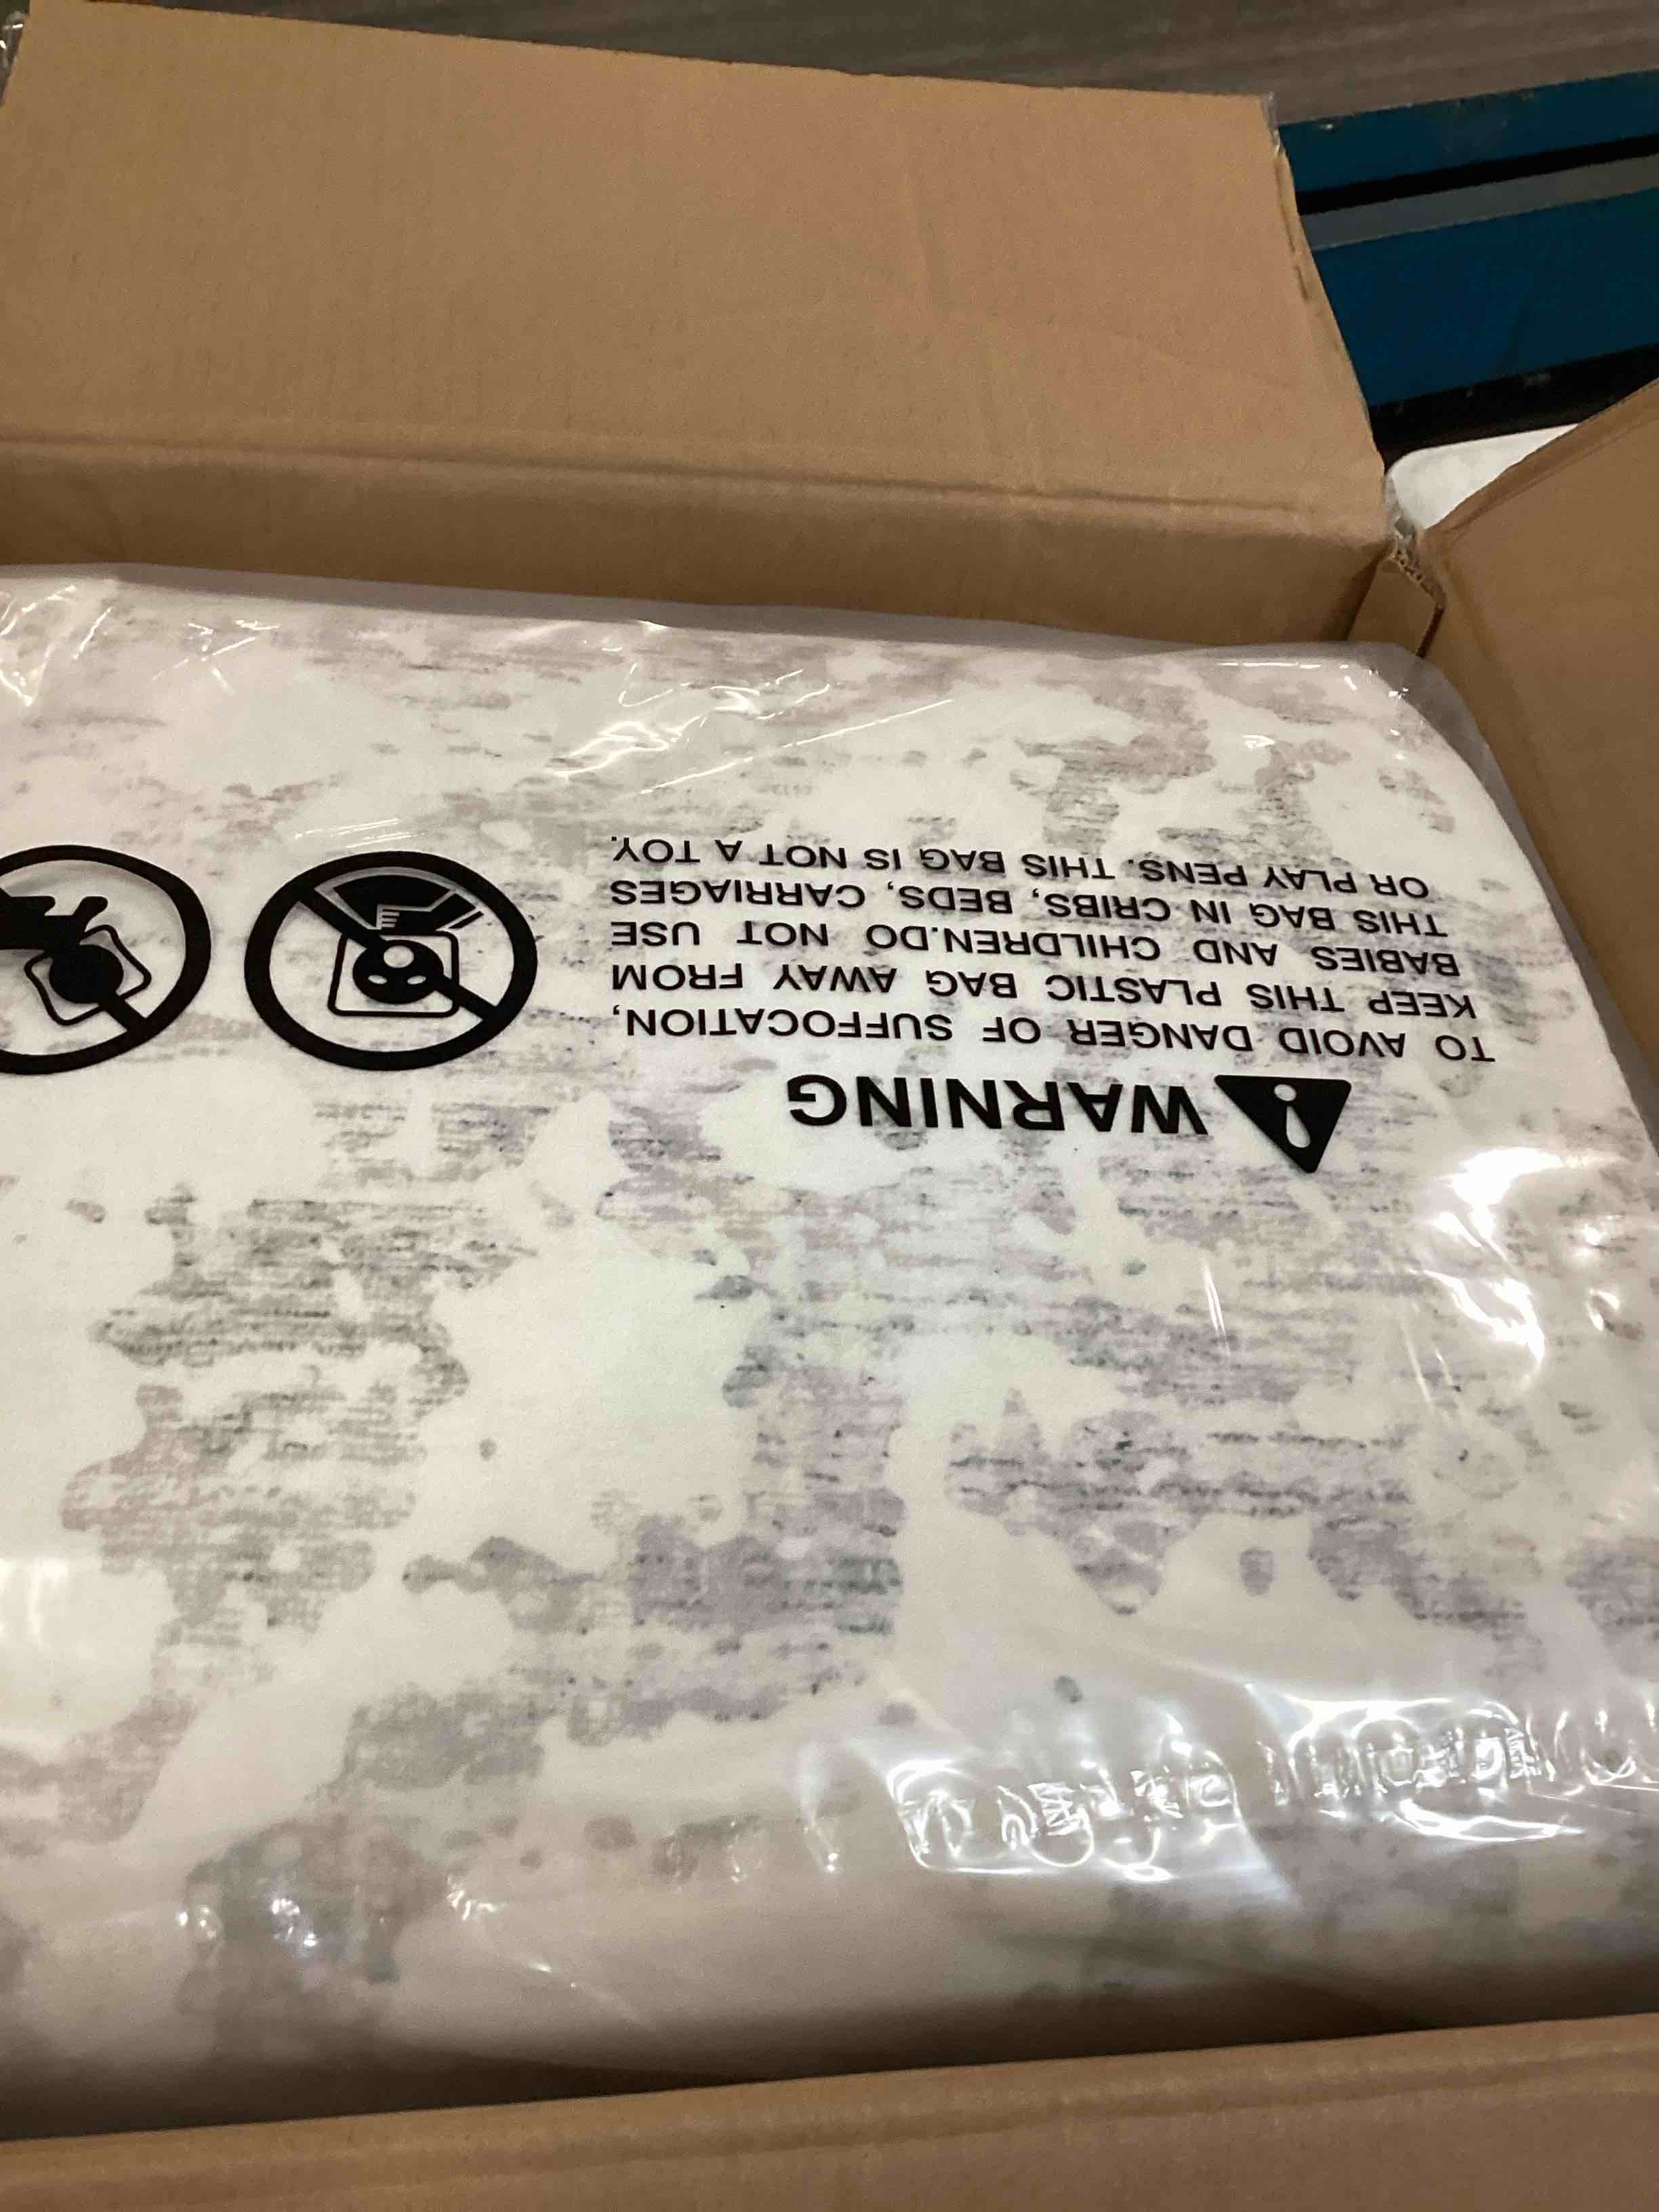 WARNING
TO AVOID DANGER OF SUFFOCATION,
KEEP THIS PLASTIC BAG AWAY FROM
BABIES AND CHILDREN.DO NOT USE
THIS BAG IN CRIBS, BEDS, CARRIAGES
OR PLAY PENS. THIS BAG IS NOT A TOY.